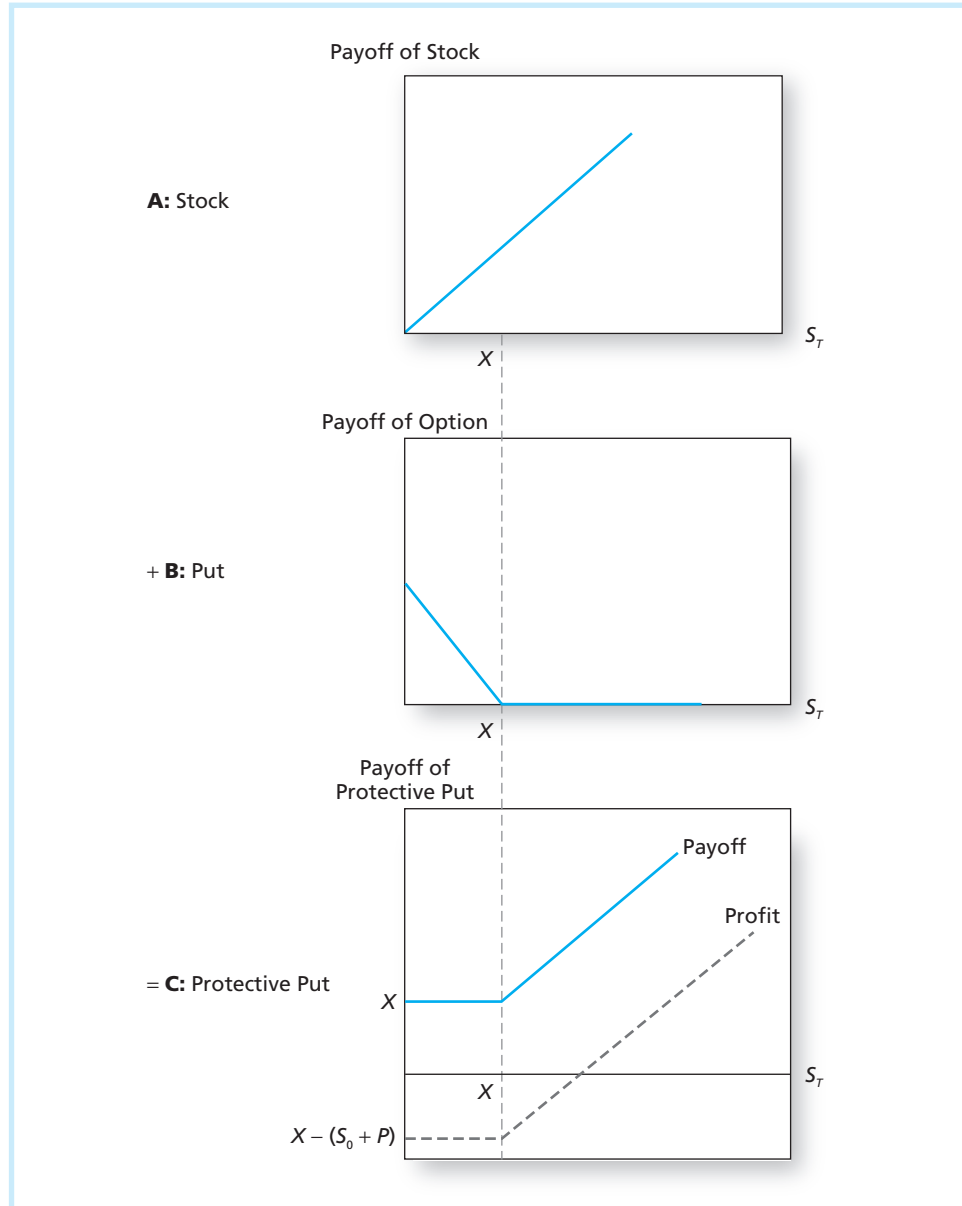 Payoff of Stock
A: Stock
S_T
X
Payoff of Option
+ B: Put
S_T
X
Payoff of
Protective Put
Payoff
Profit
= C: Protective Put
X
S_T
X
X – (S_0 + P)